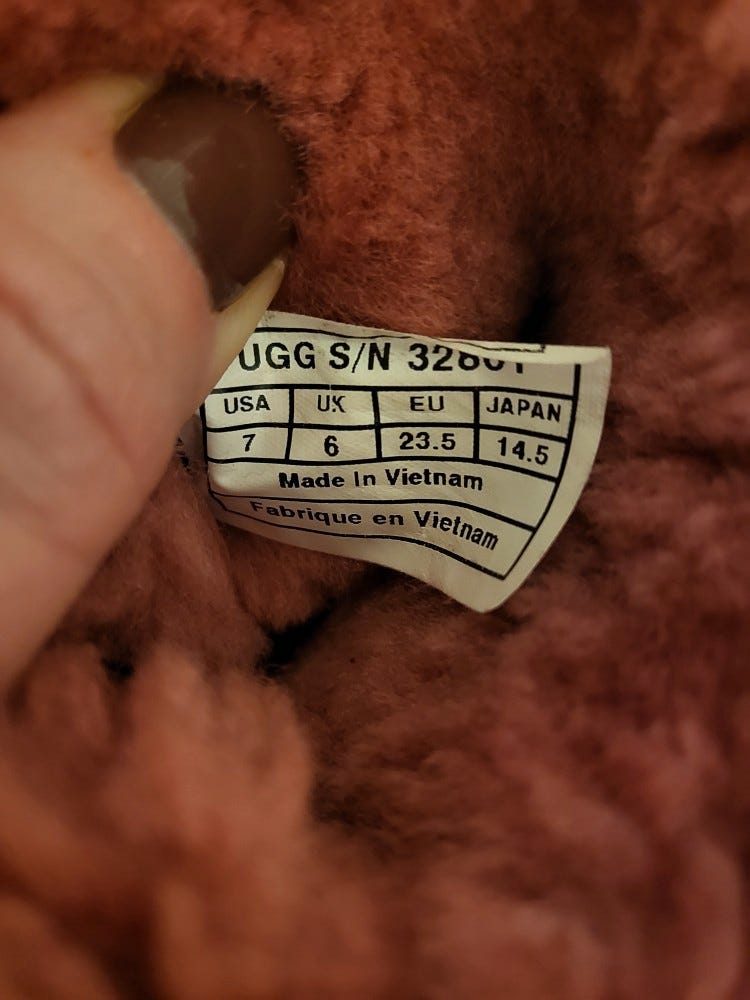 UGG S/N
USA UK EU JAPAN
7 6 23.5 14.5
Made In Vietnam
Fabrique en Vietnam